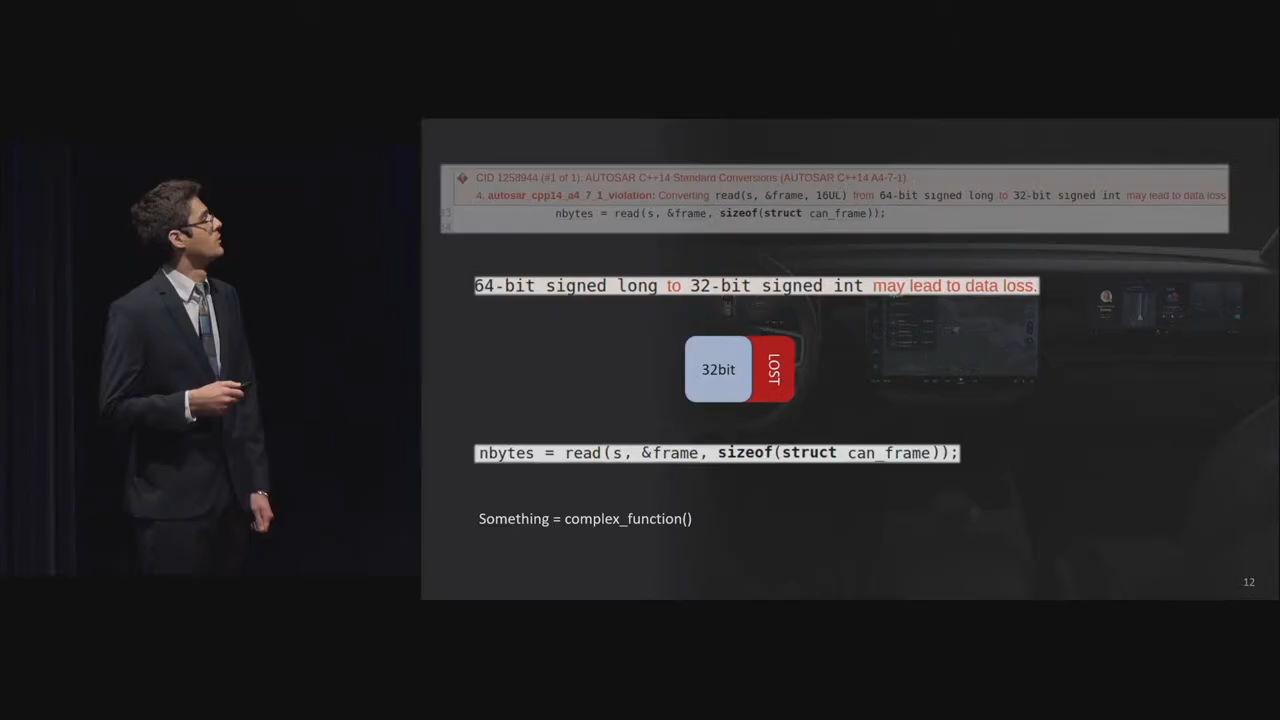 CID 1258944 (#1 of 1): AUTOSAR C++14 Standard Conversions (AUTOSAR C++14 A4-7-1)
4. autosar_cpp14_a4_7_1_violation: Converting read(s, &frame, 16UL) from 64-bit signed long to 32-bit signed int may lead to data loss
nbytes = read(s, &frame, sizeof(struct can_frame));
64-bit signed long to 32-bit signed int may lead to data loss.
32bit
LOST
nbytes = read(s, &frame, sizeof(struct can_frame));
Something = complex_function()
12